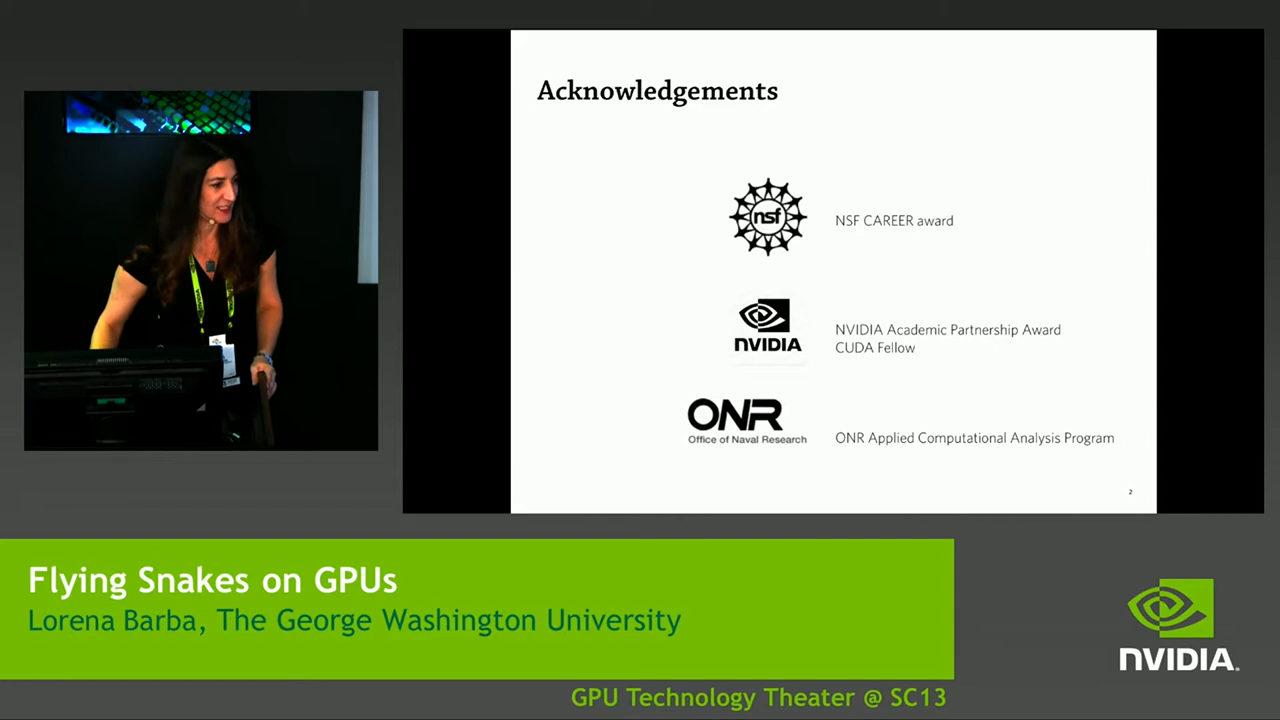 Acknowledgements
nsf
NSF CAREER award
NVIDIA
NVIDIA Academic Partnership Award
CUDA Fellow
ONR
Office of Naval Research
ONR Applied Computational Analysis Program
2
NVIDIA
Flying Snakes on GPUs
Lorena Barba, The George Washington University
NVIDIA.
GPU Technology Theater @ SC13